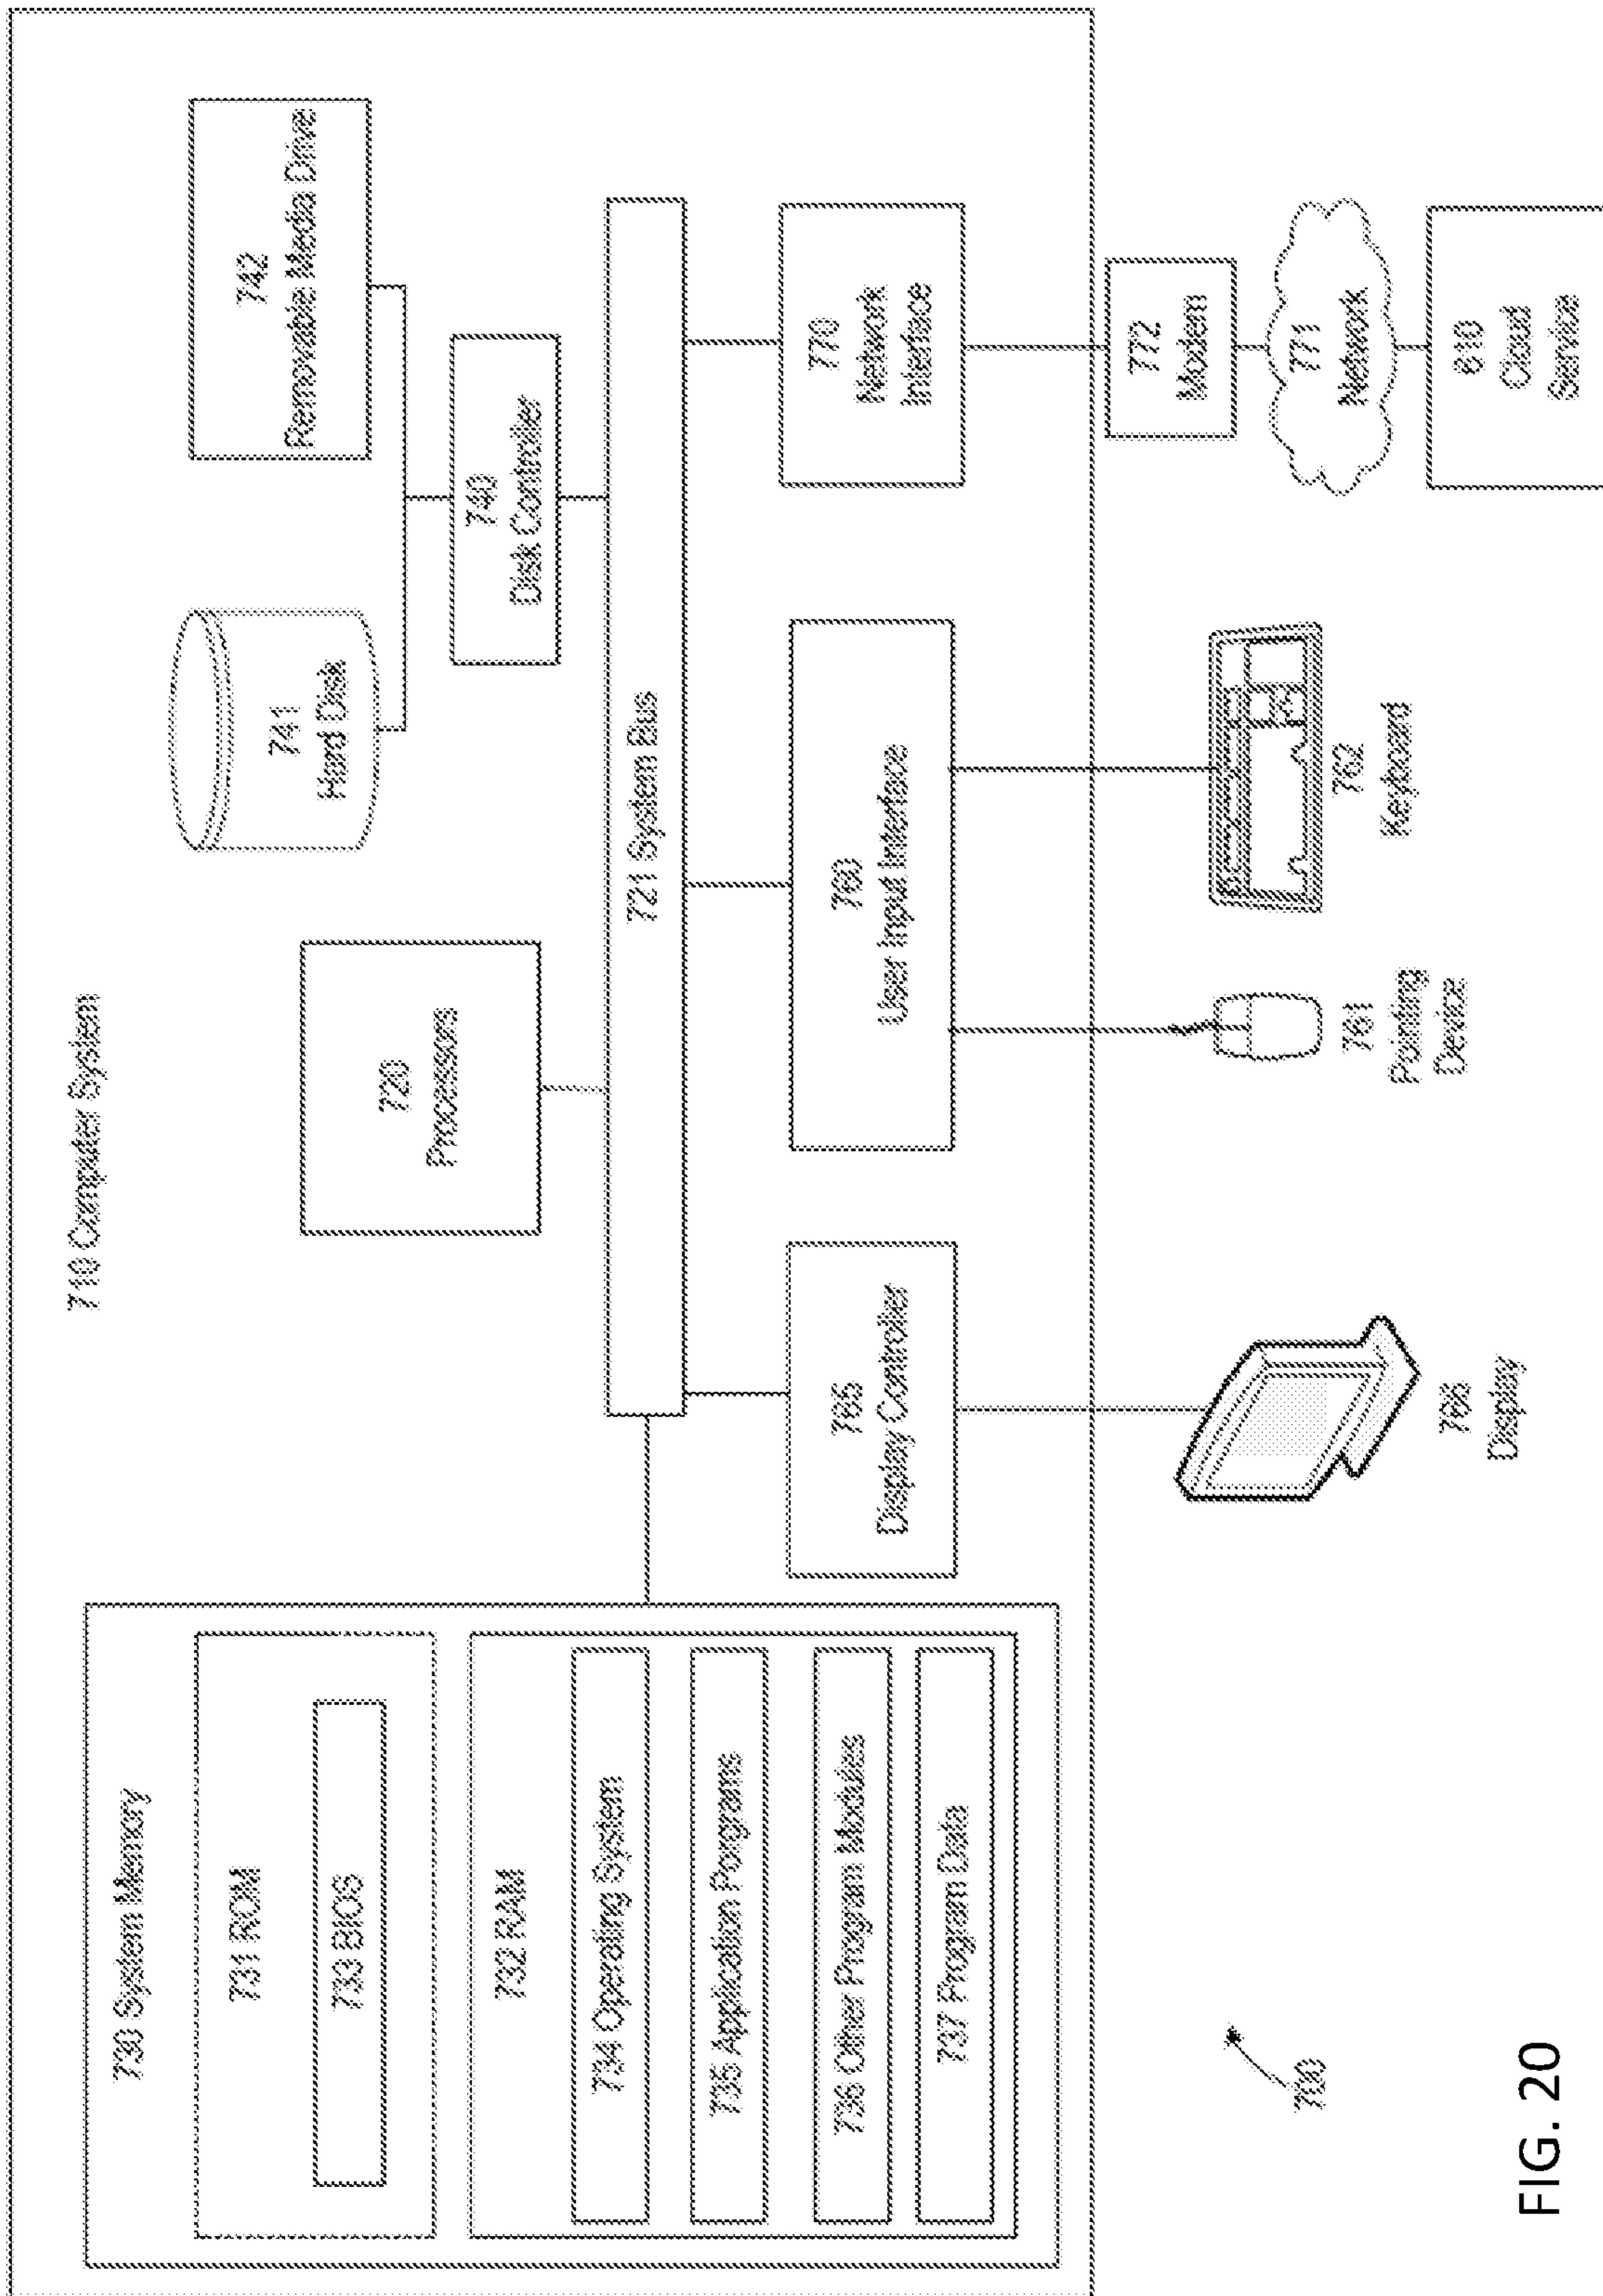 710 Computer System
730 System Memory
731 ROM
733 BIOS
732 RAM
734 Operating System
735 Application Porgrams
736 Other Program Modules
737 Program Data
720
Processors
741
Hard Disk
742
Removable Media Drive
740
Disk Controller
721 System Bus
765
Display Controller
760
User Input Interface
770
Network
Interface
772
Modem
771
Network
610
Cloud
Service
766
Display
761
Pointing
Device
762
Keyboard
700
FIG. 20